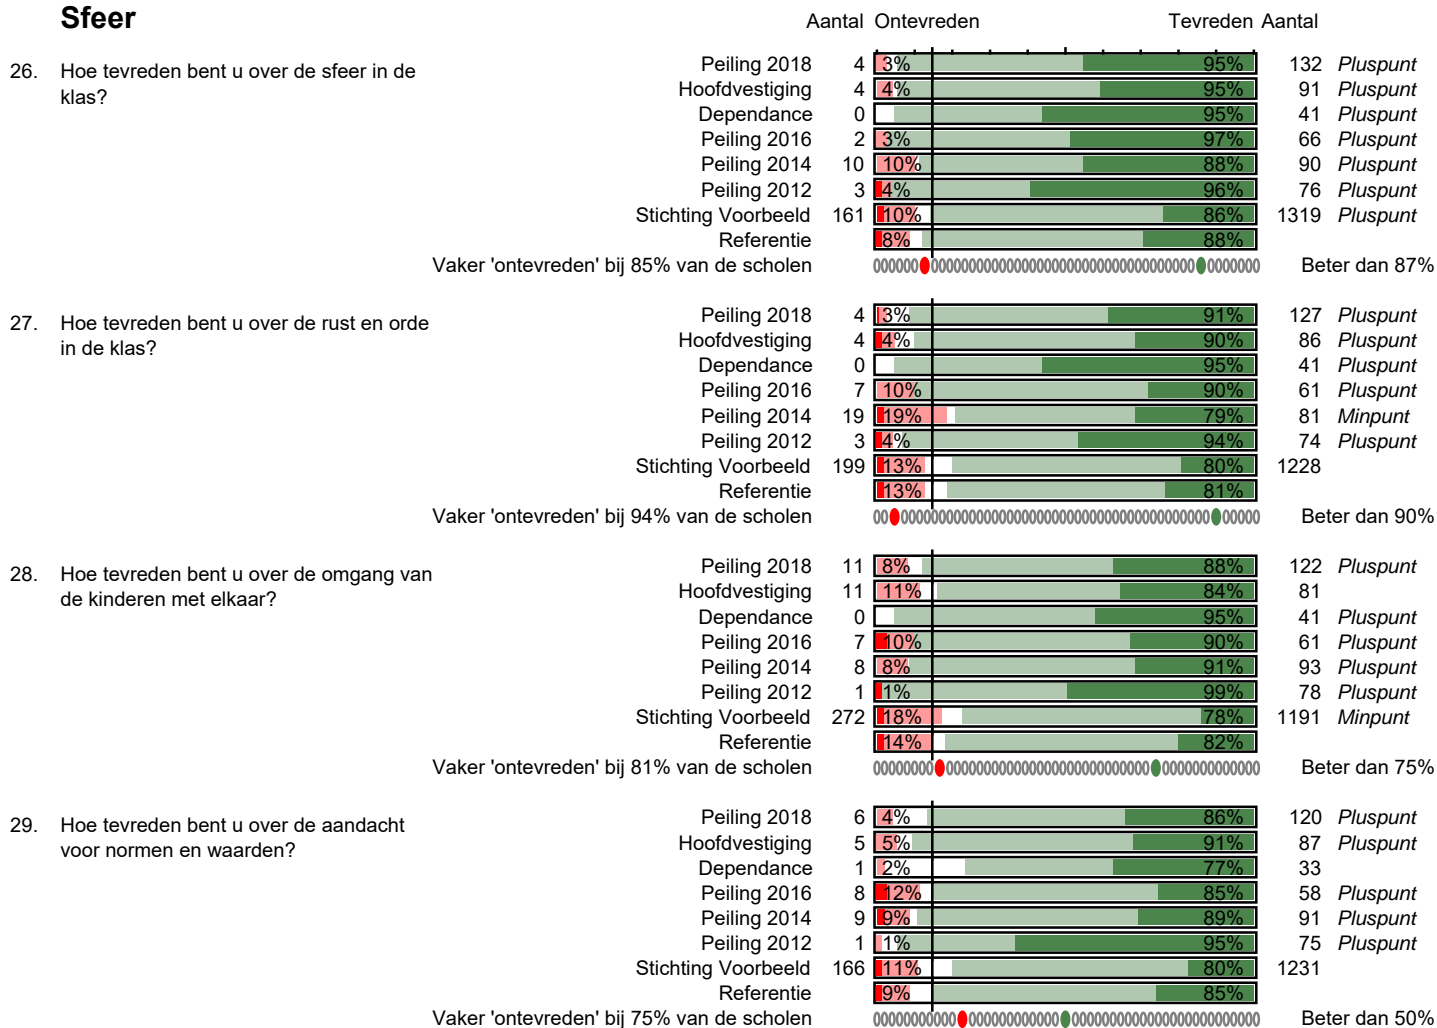 Sfeer
Aantal Ontevreden Tevreden Aantal
26. Hoe tevreden bent u over de sfeer in de
klas?
Peiling 2018 4 3% 95% 132 Pluspunt
Hoofdvestiging 4 4% 95% 91 Pluspunt
Dependance 0 95% 41 Pluspunt
Peiling 2016 2 3% 97% 66 Pluspunt
Peiling 2014 10 10% 88% 90 Pluspunt
Peiling 2012 3 4% 96% 76 Pluspunt
Stichting Voorbeeld 161 10% 86% 1319 Pluspunt
Referentie 8% 88%
Vaker 'ontevreden' bij 85% van de scholen Beter dan 87%
27. Hoe tevreden bent u over de rust en orde
in de klas?
Peiling 2018 4 3% 91% 127 Pluspunt
Hoofdvestiging 4 4% 90% 86 Pluspunt
Dependance 0 95% 41 Pluspunt
Peiling 2016 7 10% 90% 61 Pluspunt
Peiling 2014 19 19% 79% 81 Minpunt
Peiling 2012 3 4% 94% 74 Pluspunt
Stichting Voorbeeld 199 13% 80% 1228
Referentie 13% 81%
Vaker 'ontevreden' bij 94% van de scholen Beter dan 90%
28. Hoe tevreden bent u over de omgang van
de kinderen met elkaar?
Peiling 2018 11 8% 88% 122 Pluspunt
Hoofdvestiging 11 11% 84% 81
Dependance 0 95% 41 Pluspunt
Peiling 2016 7 10% 90% 61 Pluspunt
Peiling 2014 8 8% 91% 93 Pluspunt
Peiling 2012 1 1% 99% 78 Pluspunt
Stichting Voorbeeld 272 18% 78% 1191 Minpunt
Referentie 14% 82%
Vaker 'ontevreden' bij 81% van de scholen Beter dan 75%
29. Hoe tevreden bent u over de aandacht
voor normen en waarden?
Peiling 2018 6 4% 86% 120 Pluspunt
Hoofdvestiging 5 5% 91% 87 Pluspunt
Dependance 1 2% 77% 33
Peiling 2016 8 12% 85% 58 Pluspunt
Peiling 2014 9 9% 89% 91 Pluspunt
Peiling 2012 1 1% 95% 75 Pluspunt
Stichting Voorbeeld 166 11% 80% 1231
Referentie 9% 85%
Vaker 'ontevreden' bij 75% van de scholen Beter dan 50%